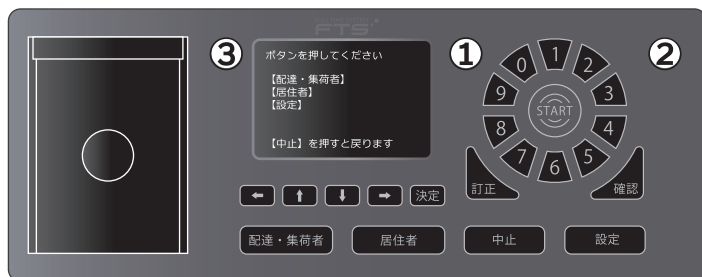 FTS
③
ボタンを押してください
【配達・集荷者】
【居住者】
【設定】
【中止】を押すと戻ります
①
②
0
1
2
3
4
5
6
7
8
9
START
訂正
確認
← ↑ ↓ → 決定
配達・集荷者
居住者
中止
設定